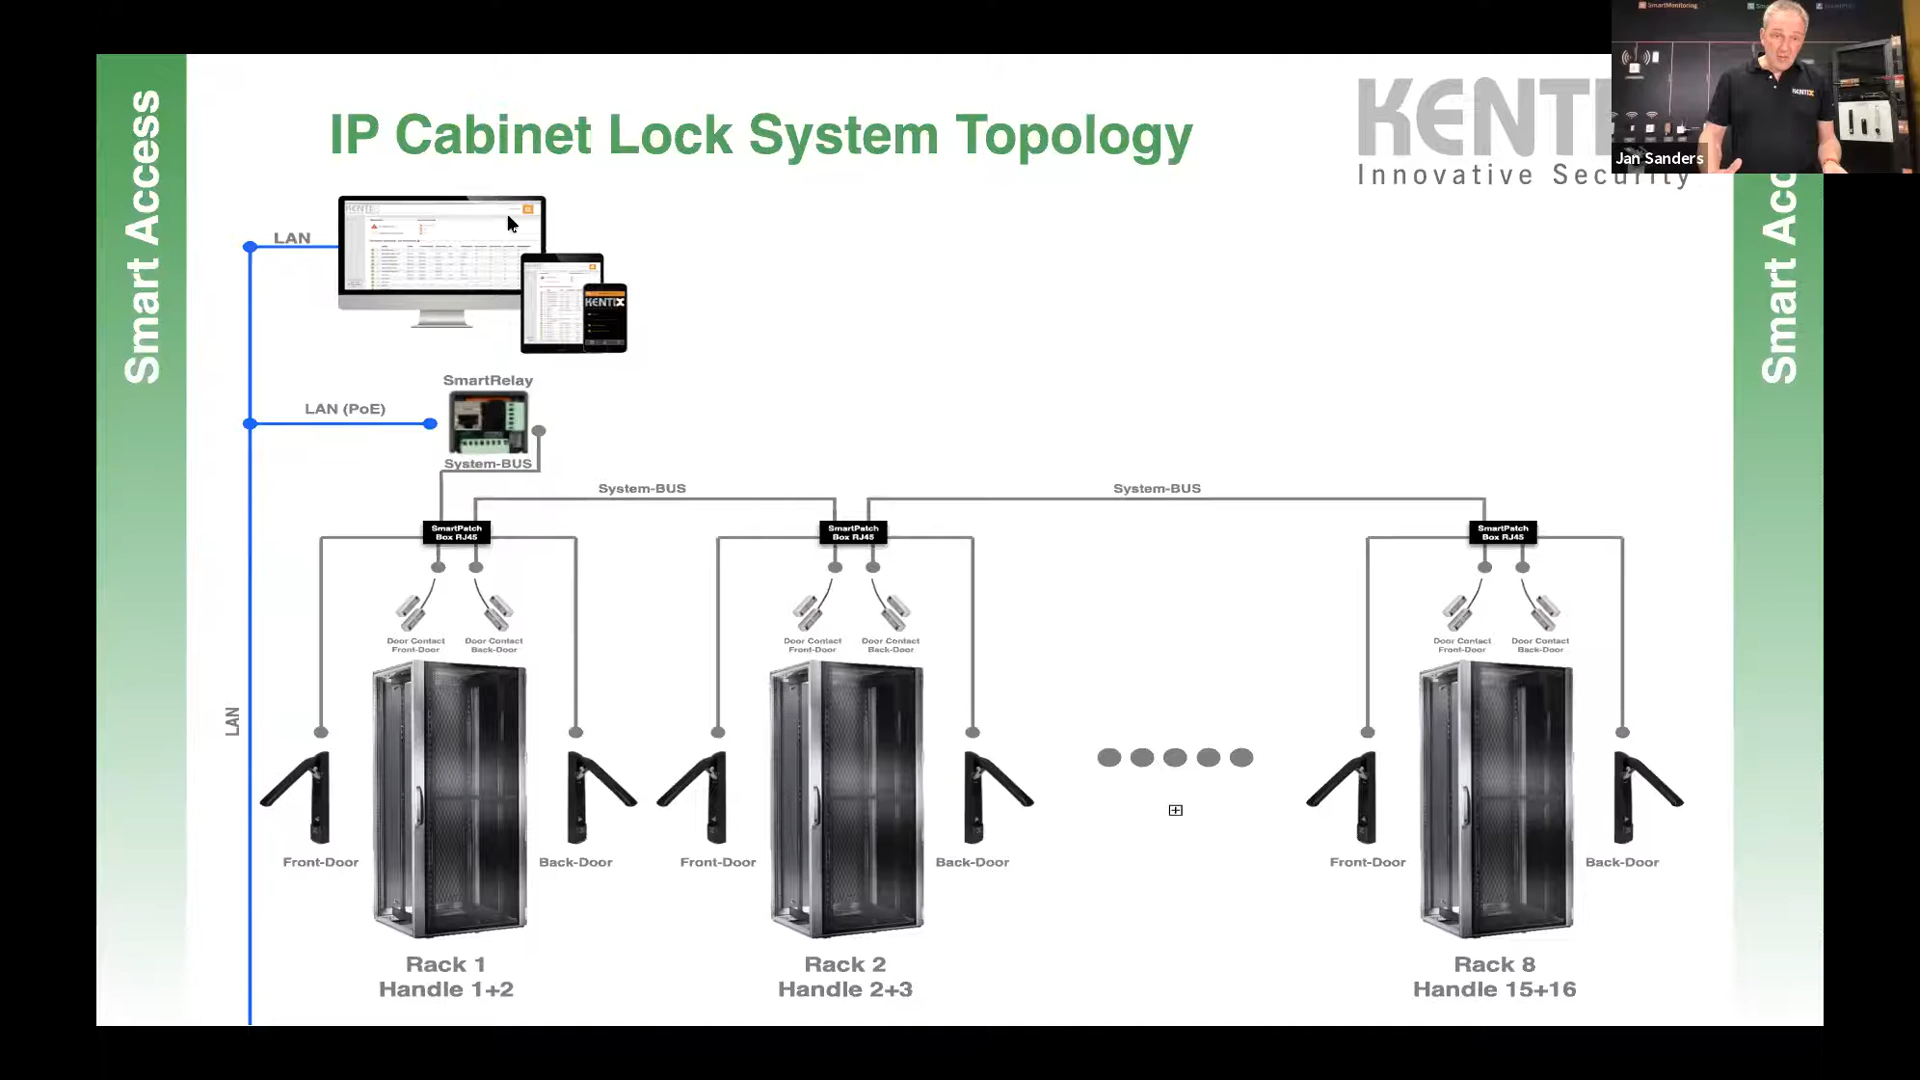 SmartMonitoring
Smart Access
IP Cabinet Lock System Topology
KENTI
Innovative Security
Jan Sanders
KENTIX
Smart Acc
LAN
KENTIX
SmartRelay
LAN (PoE)
System-BUS
System-BUS
System-BUS
SmartPatch
Box RJ45
SmartPatch
Box RJ45
SmartPatch
Box RJ45
Door Contact
Front-Door
Door Contact
Back-Door
Door Contact
Front-Door
Door Contact
Back-Door
Door Contact
Front-Door
Door Contact
Back-Door
LAN
Front-Door
Back-Door
Front-Door
Back-Door
Front-Door
Back-Door
Rack 1
Handle 1+2
Rack 2
Handle 2+3
Rack 8
Handle 15+16